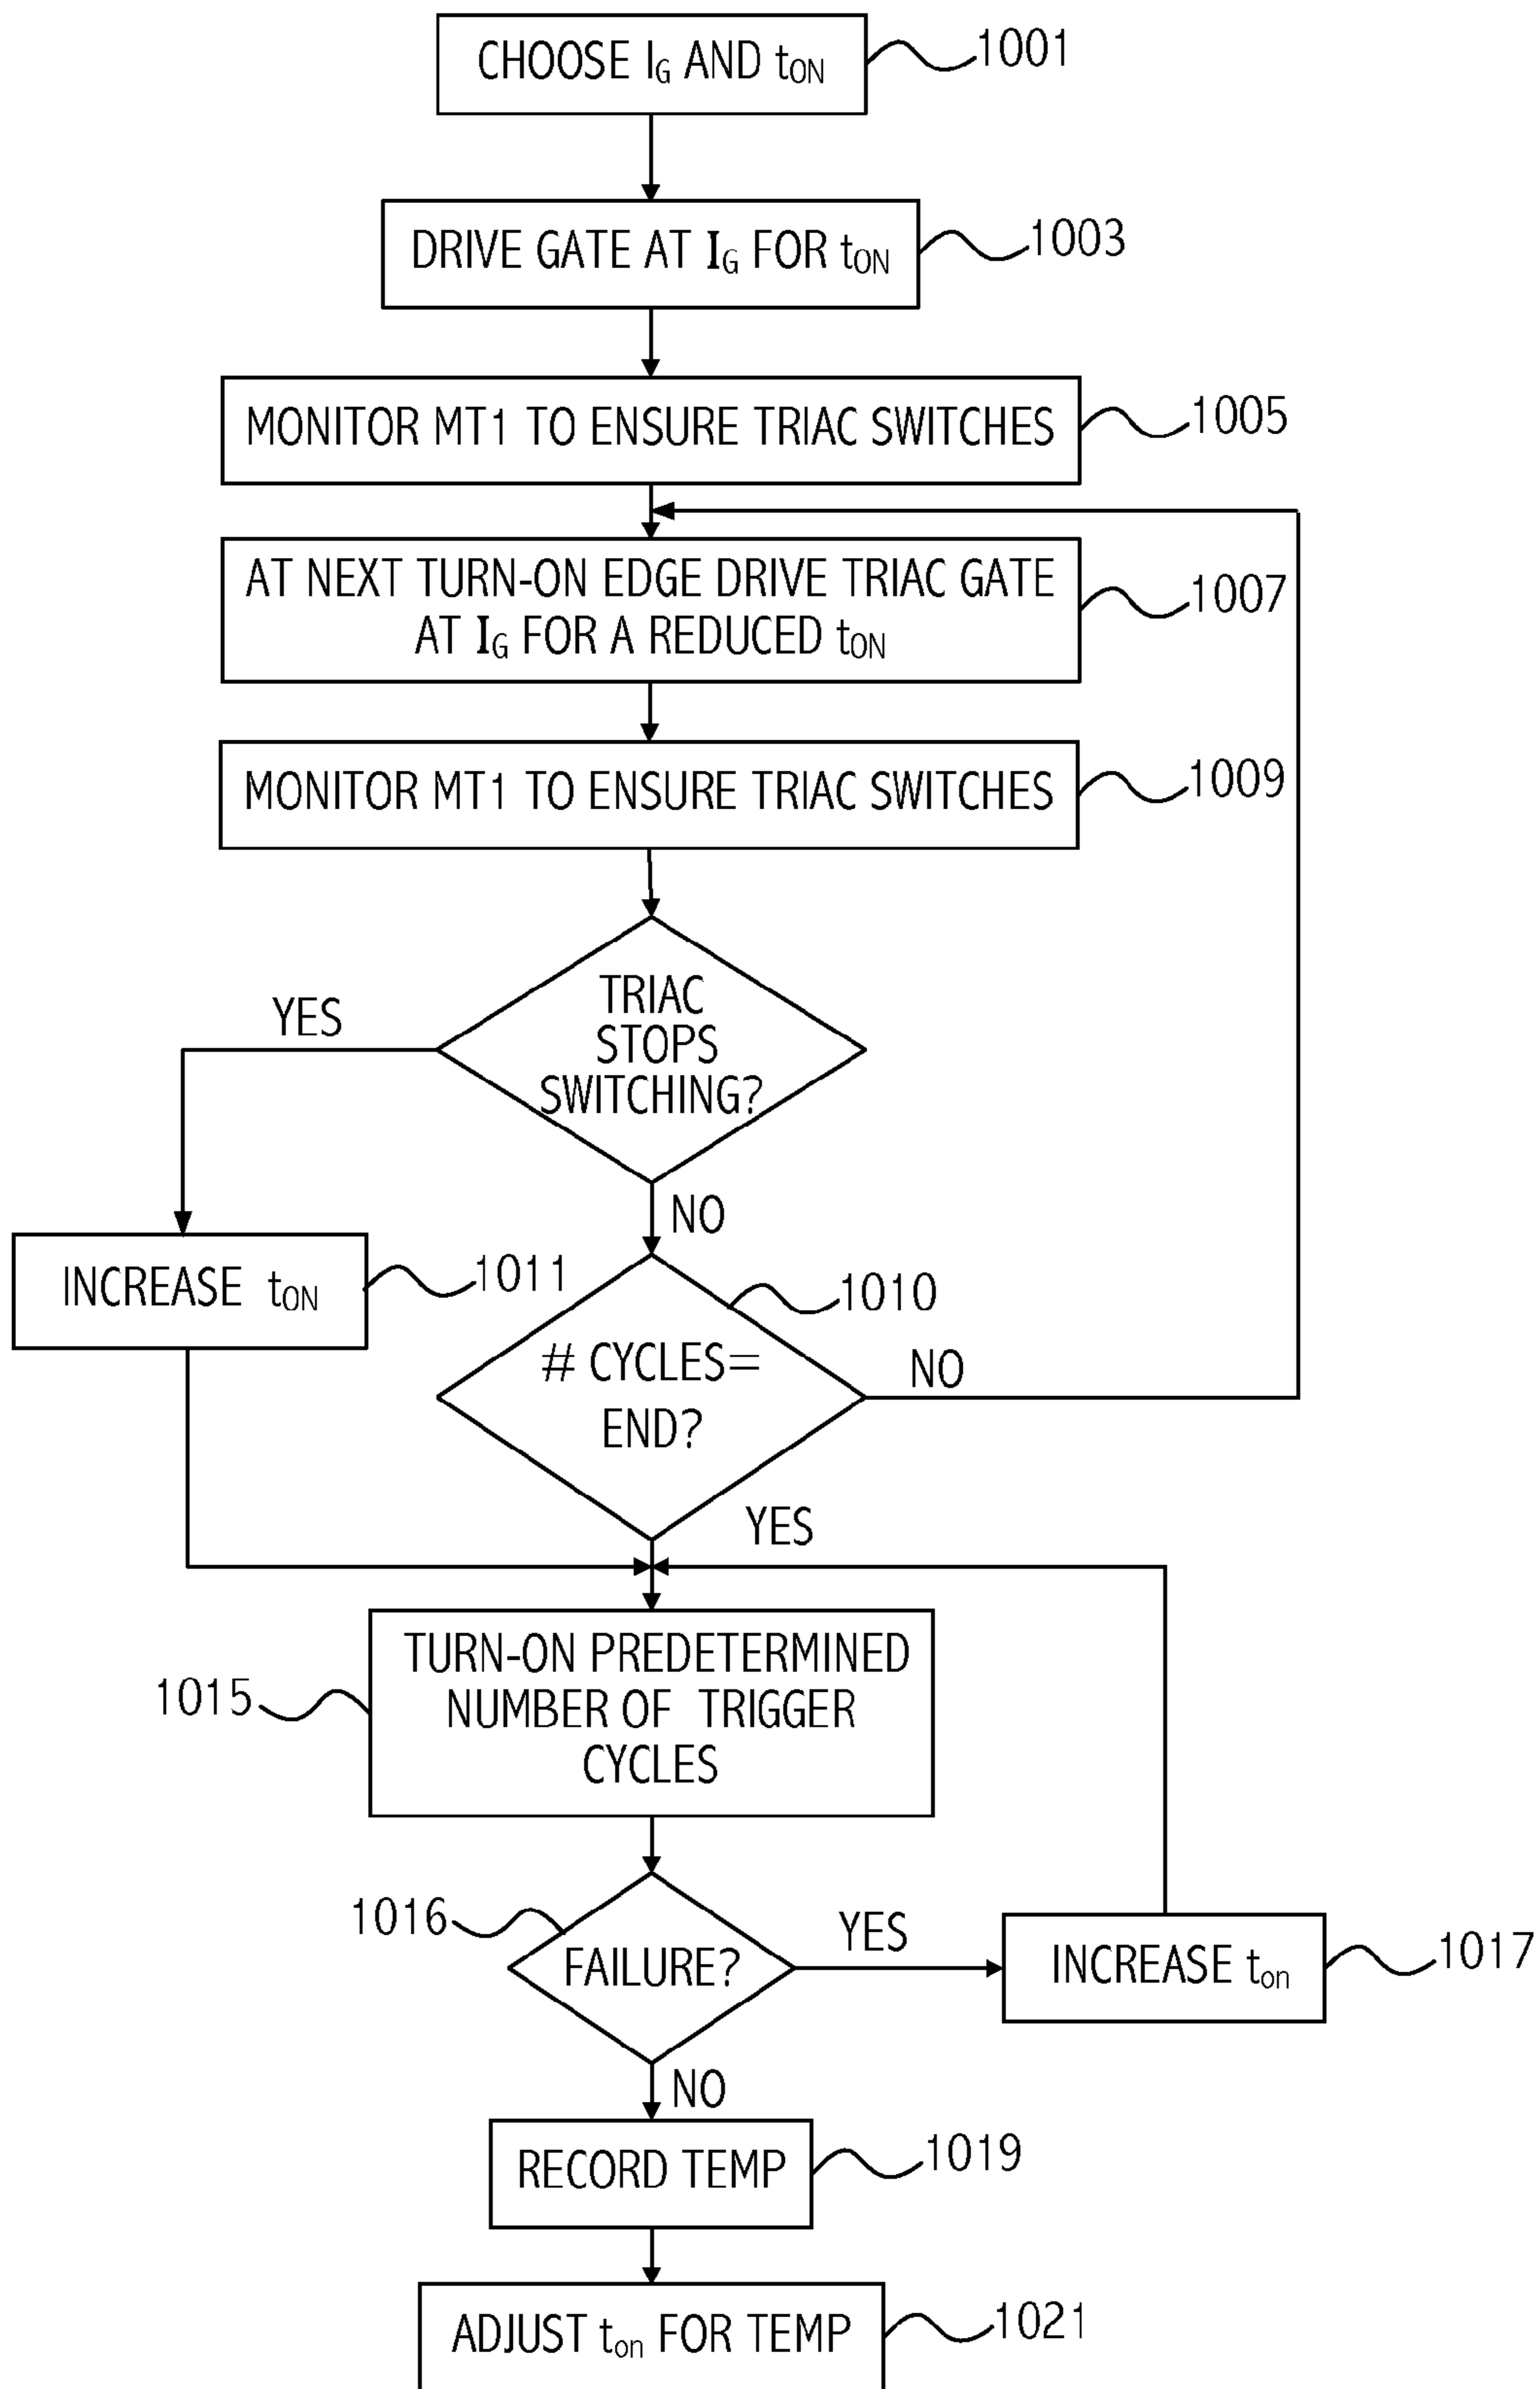 CHOOSE IG AND tON
1001
DRIVE GATE AT IG FOR tON
1003
MONITOR MT1 TO ENSURE TRIAC SWITCHES
1005
AT NEXT TURN-ON EDGE DRIVE TRIAC GATE
AT IG FOR A REDUCED tON
1007
MONITOR MT1 TO ENSURE TRIAC SWITCHES
1009
TRIAC
STOPS
SWITCHING?
YES
NO
INCREASE tON
1011
1010
# CYCLES=
END?
NO
YES
TURN-ON PREDETERMINED
NUMBER OF TRIGGER
CYCLES
1015
1016
FAILURE?
YES
INCREASE ton
1017
NO
RECORD TEMP
1019
ADJUST ton FOR TEMP
1021